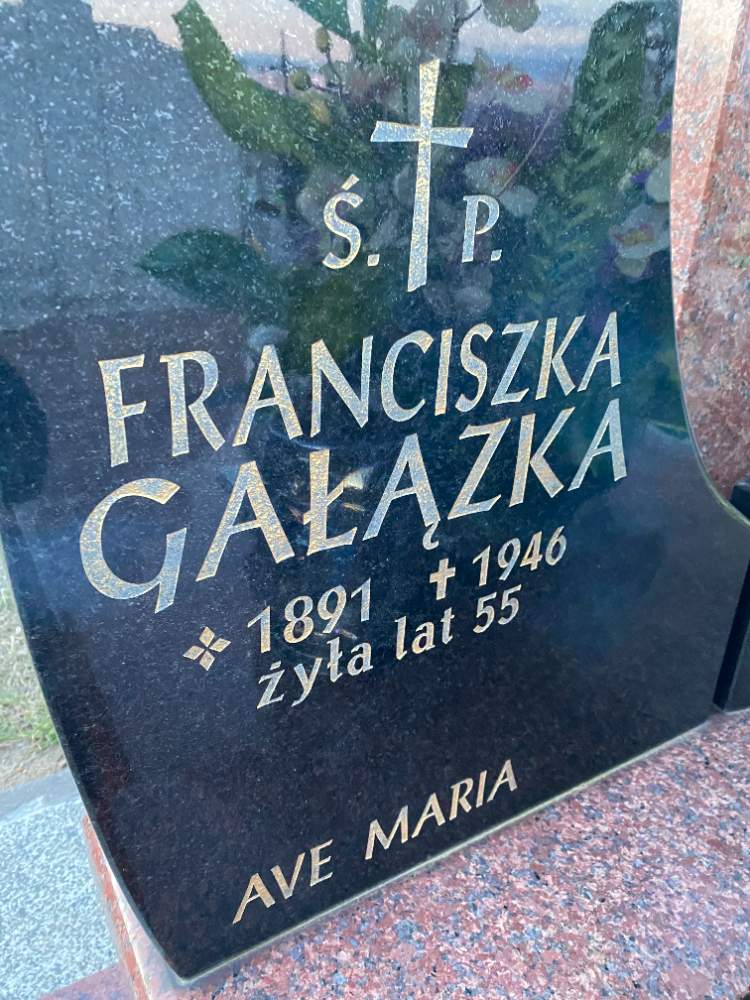 Ś. P.
FRANCISZKA
GAŁĄZKA
1891 1946
żyła lat 55
AVE MARIA